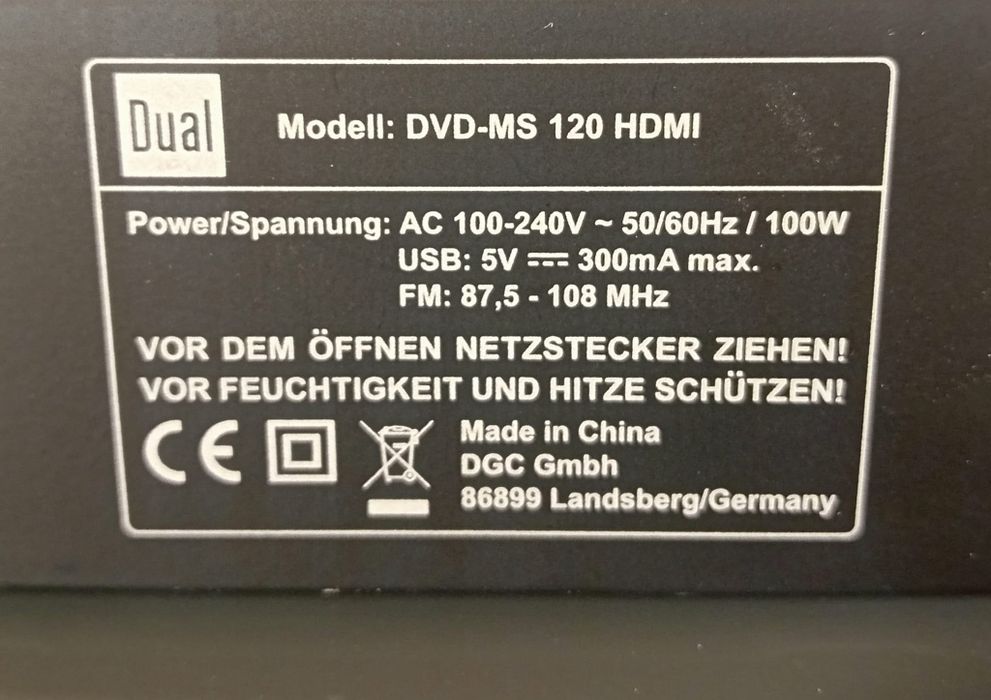 Dual
Modell: DVD-MS 120 HDMI
Power/Spannung: AC 100-240V ~ 50/60Hz / 100W
USB: 5V ⎓ 300mA max.
FM: 87,5 - 108 MHz
VOR DEM ÖFFNEN NETZSTECKER ZIEHEN!
VOR FEUCHTIGKEIT UND HITZE SCHÜTZEN!
CE
Made in China
DGC Gmbh
86899 Landsberg/Germany